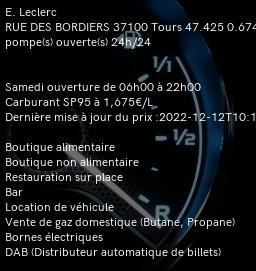 E. Leclerc
RUE DES BORDIERS 37100 Tours 47.425 0.674
pompe(s) ouverte(s) 24h/24
1/1
Samedi ouverture de 06h00 à 22h00
Carburant SP95 à 1,675€/L
Dernière mise à jour du prix :2022-12-12T10:1
1/2
Boutique alimentaire
Boutique non alimentaire
Restauration sur place
Bar
Location de véhicule
R
Vente de gaz domestique (Butane, Propane)
Bornes électriques
DAB (Distributeur automatique de billets)